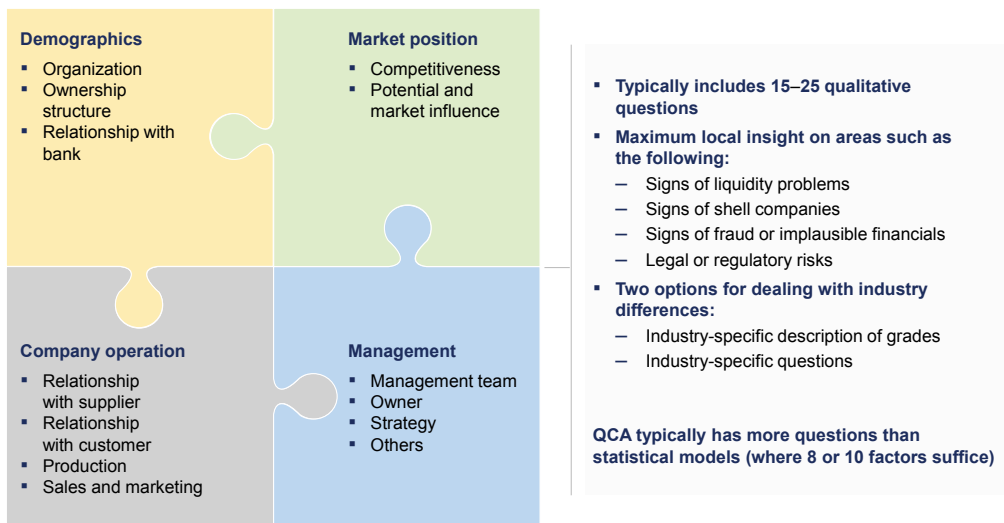 Demographics
▪ Organization
▪ Ownership
structure
▪ Relationship with
bank
Market position
▪ Competitiveness
▪ Potential and
market influence
Company operation
▪ Relationship
with supplier
▪ Relationship
with customer
▪ Production
▪ Sales and marketing
Management
▪ Management team
▪ Owner
▪ Strategy
▪ Others
▪ Typically includes 15–25 qualitative
questions
▪ Maximum local insight on areas such as
the following:
– Signs of liquidity problems
– Signs of shell companies
– Signs of fraud or implausible financials
– Legal or regulatory risks
▪ Two options for dealing with industry
differences:
– Industry-specific description of grades
– Industry-specific questions
QCA typically has more questions than
statistical models (where 8 or 10 factors suffice)